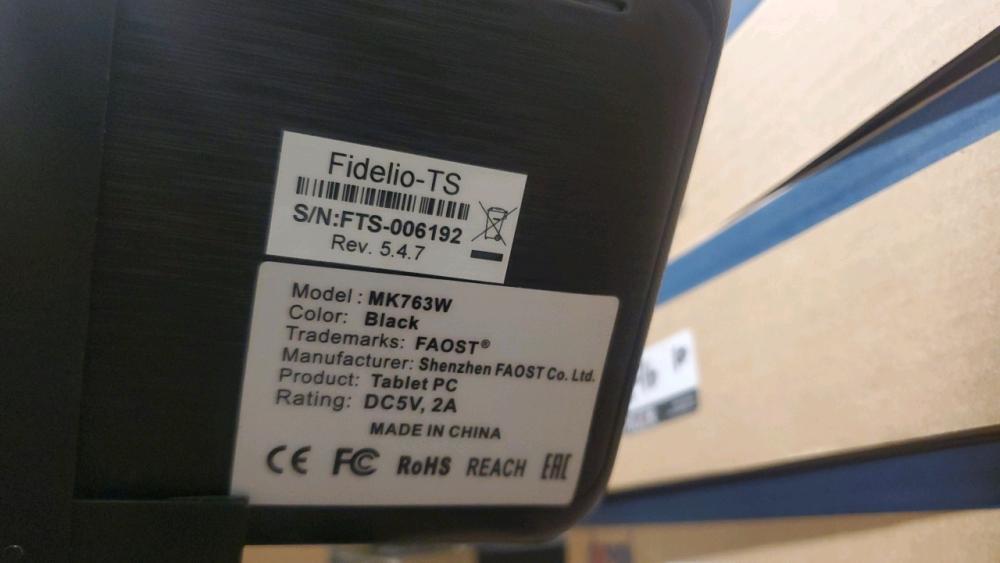 Fidelio-TS
S/N:FTS-006192
Rev. 5.4.7
Model : MK763W
Color: Black
Trademarks: FAOST®
Manufacturer: Shenzhen FAOST Co. Ltd.
Product: Tablet PC
Rating: DC5V, 2A
MADE IN CHINA
CE FC RoHS REACH EAC